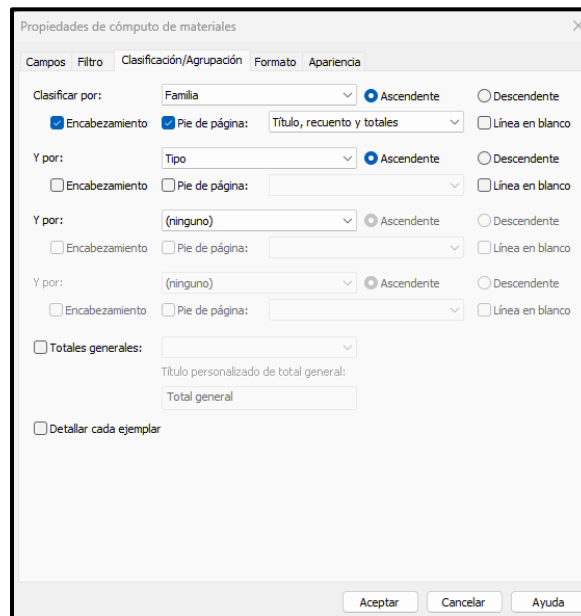 Propiedades de cómputo de materiales
Campos Filtro Clasificación/Agrupación Formato Apariencia
Clasificar por: Familia Ascendente Descendente
Encabezamiento Pie de página: Título, recuento y totales Línea en blanco
Y por: Tipo Ascendente Descendente
Encabezamiento Pie de página: Línea en blanco
Y por: (ninguno) Ascendente Descendente
Encabezamiento Pie de página: Línea en blanco
Y por: (ninguno) Ascendente Descendente
Encabezamiento Pie de página: Línea en blanco
Totales generales:
Título personalizado de total general:
Total general
Detallar cada ejemplar
Aceptar Cancelar Ayuda